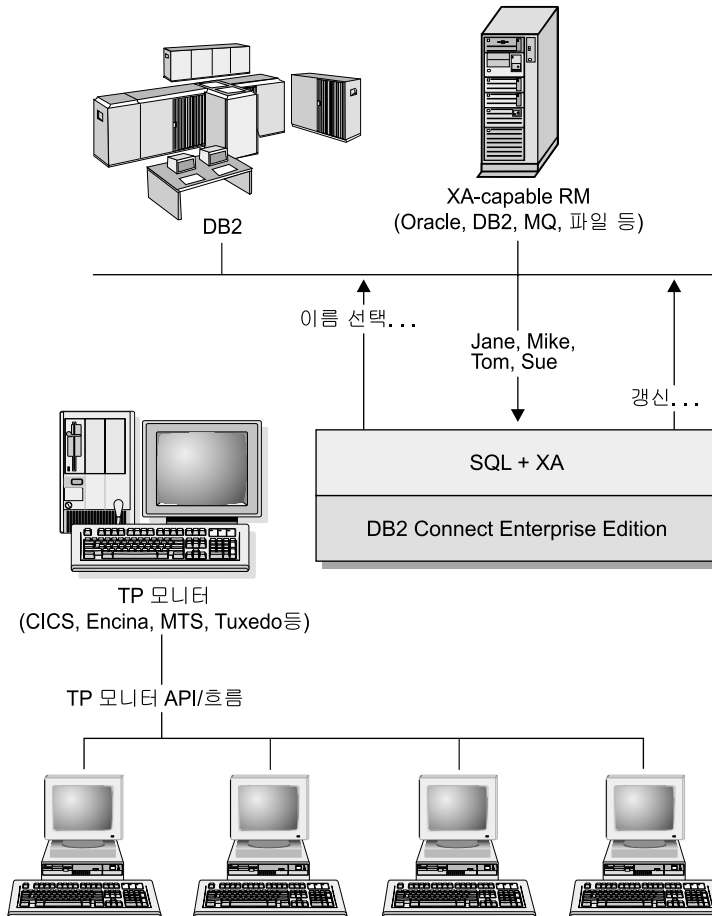 DB2
XA-capable RM
(Oracle, DB2, MQ, 파일 등)
이름 선택...
Jane, Mike,
Tom, Sue
갱신...
SQL + XA
DB2 Connect Enterprise Edition
TP 모니터
(CICS, Encina, MTS, Tuxedo등)
TP 모니터 API/흐름